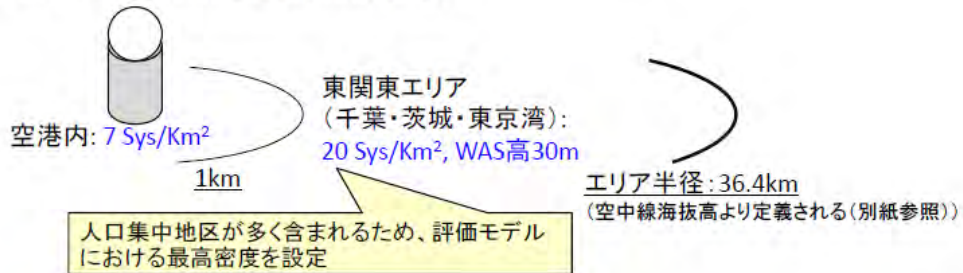 東関東エリア
(千葉・茨城・東京湾):
空港内: 7 Sys/Km²
20 Sys/Km², WAS高30m
1km
エリア半径:36.4km
(空中線海抜高より定義される(別紙参照))
人口集中地区が多く含まれるため、評価モデル
における最高密度を設定